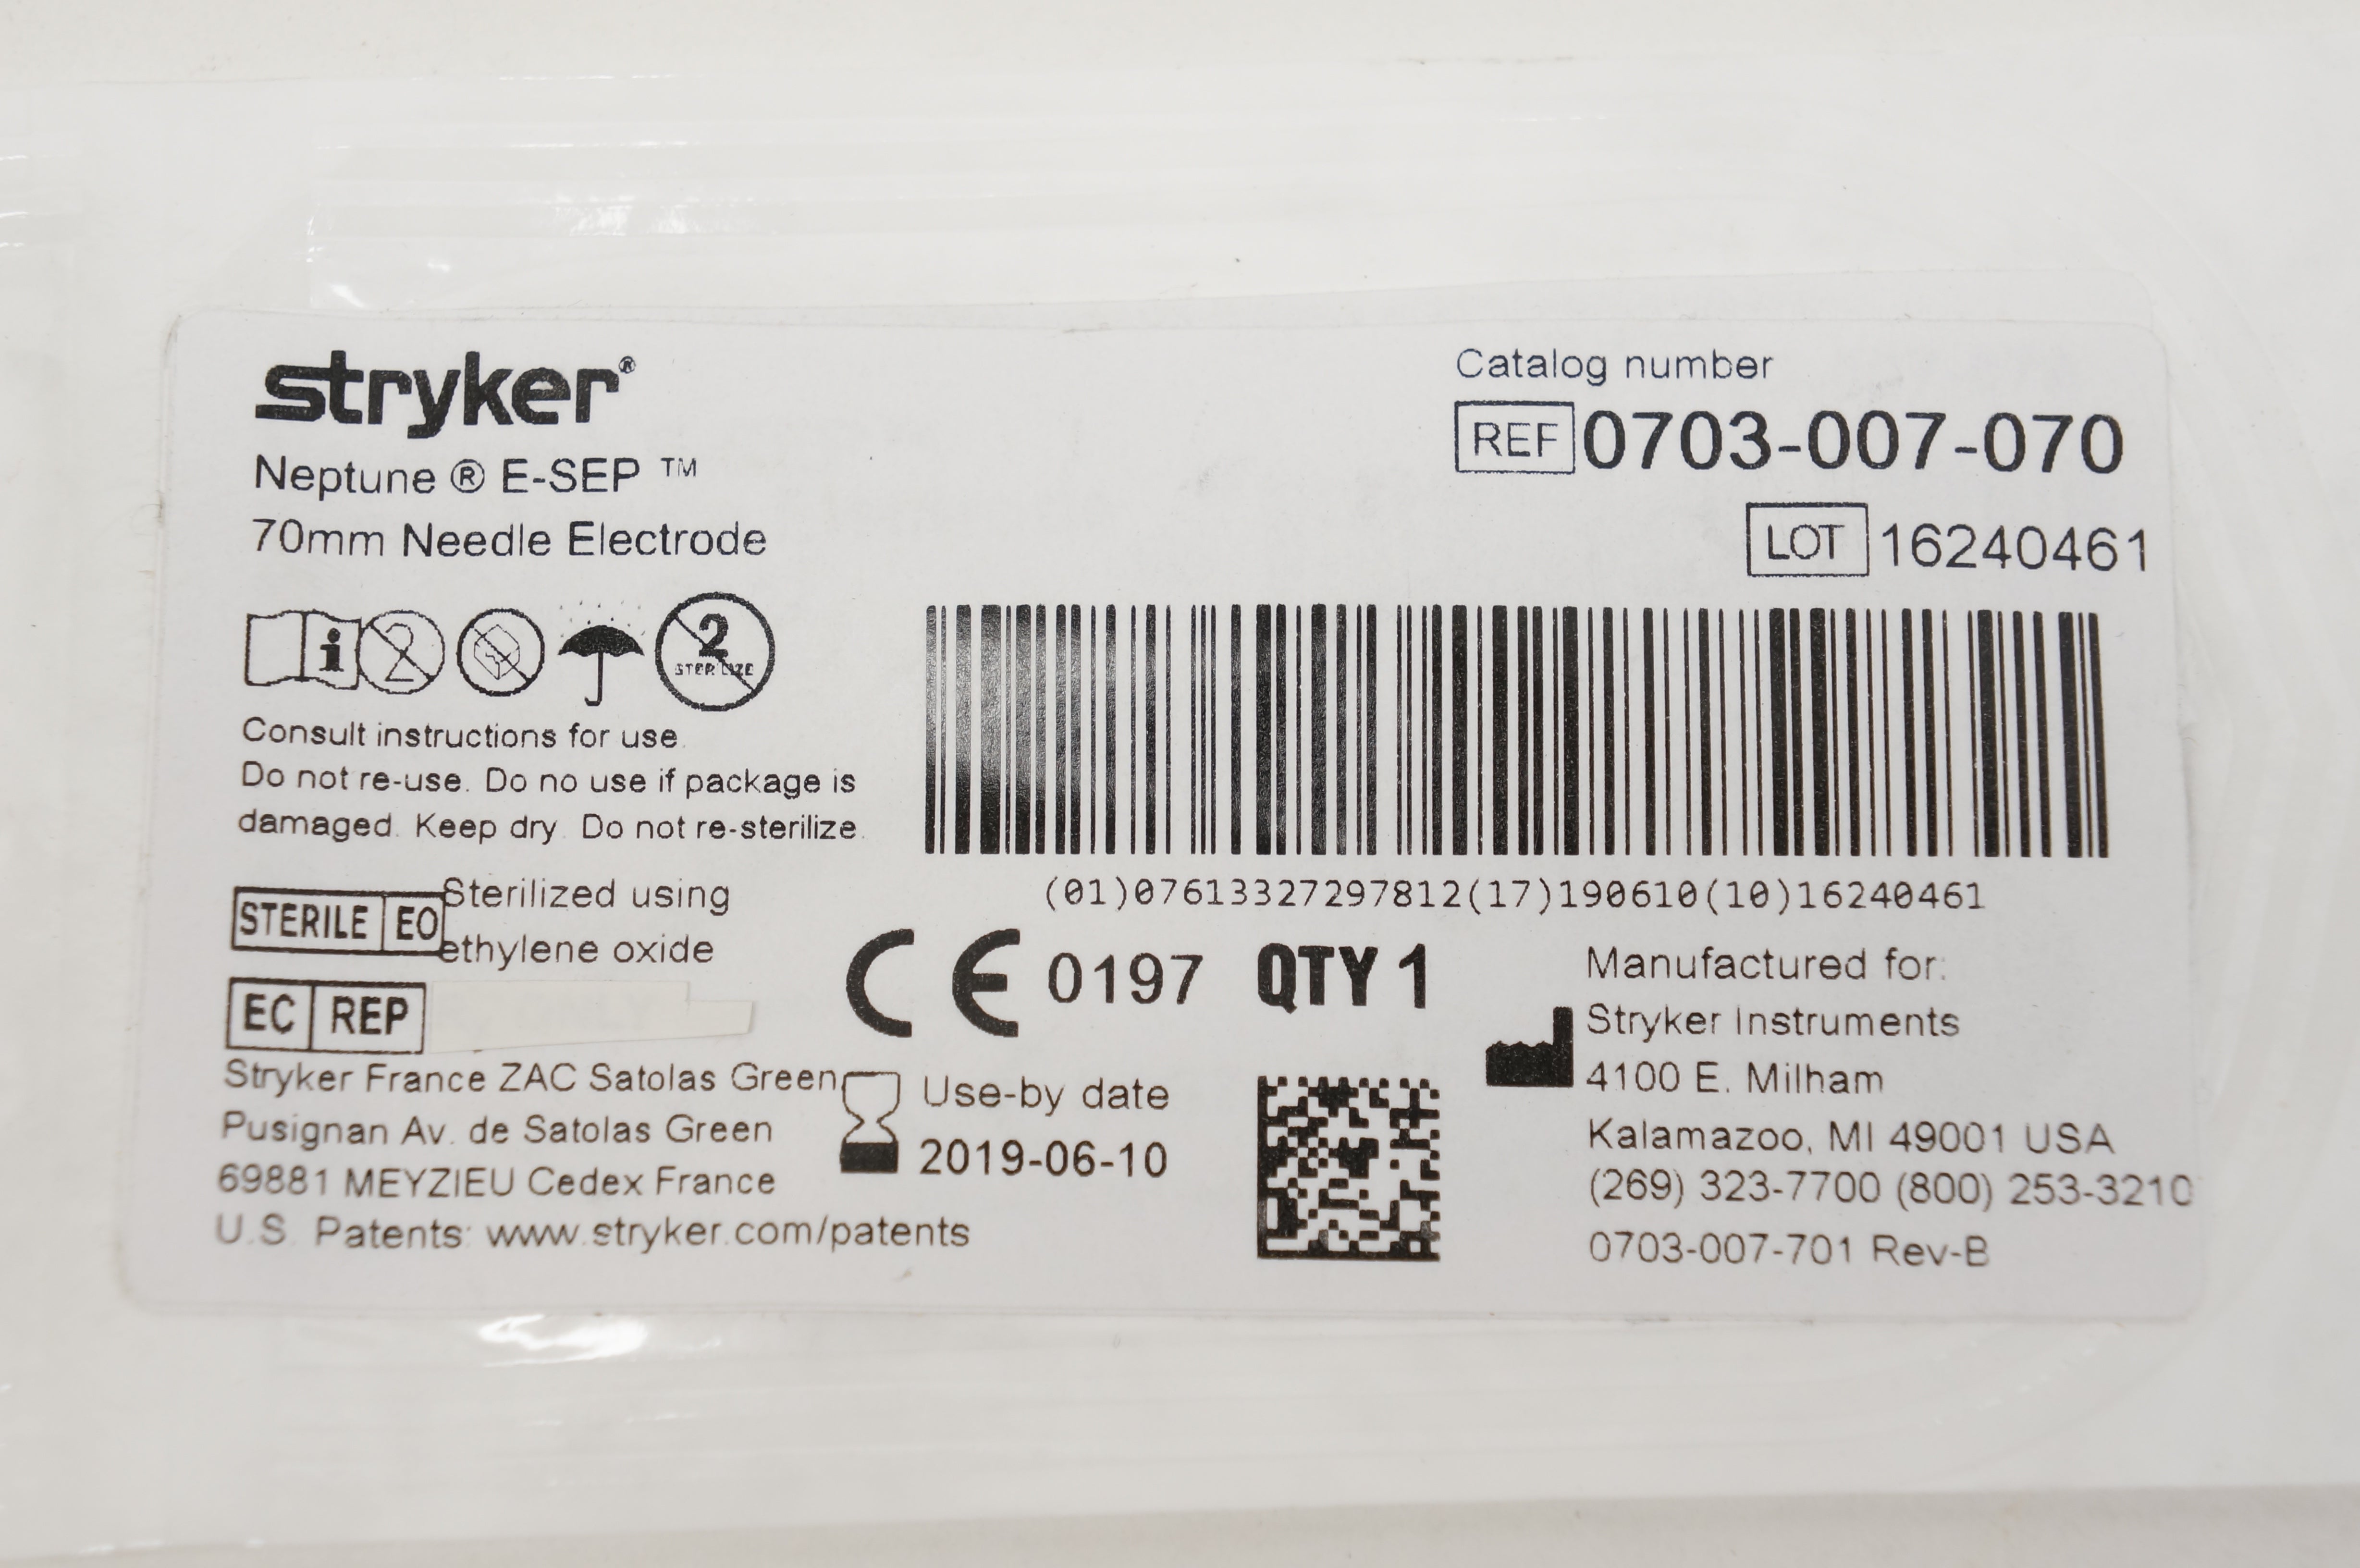 stryker®
Neptune ® E-SEP ™
70mm Needle Electrode
Catalog number
REF 0703-007-070
LOT 16240461
2
2
STERILIZE
Consult instructions for use.
Do not re-use. Do no use if package is
damaged. Keep dry. Do not re-sterilize.
(01)07613327297812(17)190610(10)16240461
STERILE EO
Sterilized using
ethylene oxide
EC REP
Stryker France ZAC Satolas Green
Pusignan Av. de Satolas Green
69881 MEYZIEU Cedex France
U.S. Patents: www.stryker.com/patents
CE 0197 QTY 1
Use-by date
2019-06-10
Manufactured for:
Stryker Instruments
4100 E. Milham
Kalamazoo, MI 49001 USA
(269) 323-7700 (800) 253-3210
0703-007-701 Rev-B